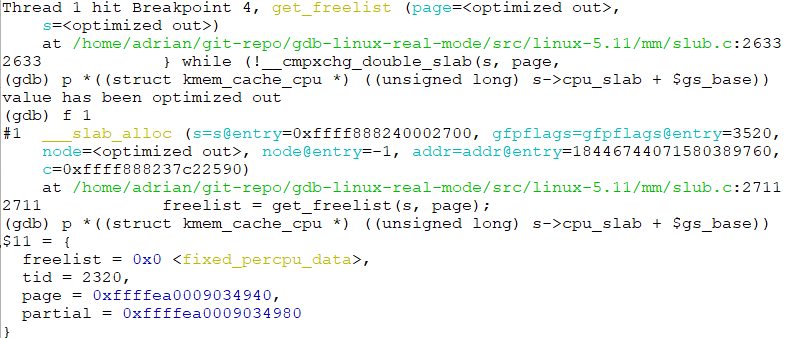 Thread 1 hit Breakpoint 4, get_freelist (page=<optimized out>,
    s=<optimized out>)
    at /home/adrian/git-repo/gdb-linux-real-mode/src/linux-5.11/mm/slub.c:2633
2633            } while (!__cmpxchg_double_slab(s, page,
(gdb) p *((struct kmem_cache_cpu *) ((unsigned long) s->cpu_slab + $gs_base))
value has been optimized out
(gdb) f 1
#1  ___slab_alloc (s=s@entry=0xffff888240002700, gfpflags=gfpflags@entry=3520,
    node=<optimized out>, node@entry=-1, addr=addr@entry=18446744071580389760,
    c=0xffff888237c22590)
    at /home/adrian/git-repo/gdb-linux-real-mode/src/linux-5.11/mm/slub.c:2711
2711            freelist = get_freelist(s, page);
(gdb) p *((struct kmem_cache_cpu *) ((unsigned long) s->cpu_slab + $gs_base))
$11 = {
  freelist = 0x0 <fixed_percpu_data>,
  tid = 2320,
  page = 0xffffea0009034940,
  partial = 0xffffea0009034980
}